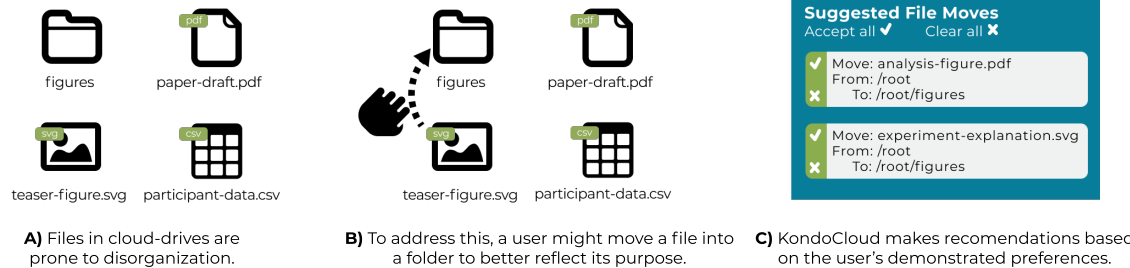 figures
pdf
paper-draft.pdf
svg
teaser-figure.svg
csv
participant-data.csv
A) Files in cloud-drives are
prone to disorganization.
figures
pdf
paper-draft.pdf
svg
teaser-figure.svg
csv
participant-data.csv
B) To address this, a user might move a file into
a folder to better reflect its purpose.
Suggested File Moves
Accept all Clear all
Move: analysis-figure.pdf
From: /root
To: /root/figures
Move: experiment-explanation.svg
From: /root
To: /root/figures
C) KondoCloud makes recomendations based
on the user's demonstrated preferences.